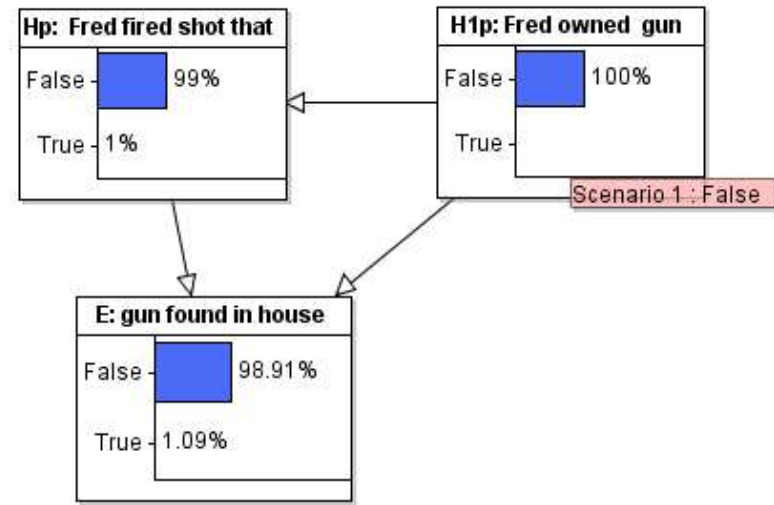 Hp: Fred fired shot that
False
99%
True
1%
H1p: Fred owned gun
False
100%
True
Scenario 1 : False
E: gun found in house
False
98.91%
True
1.09%